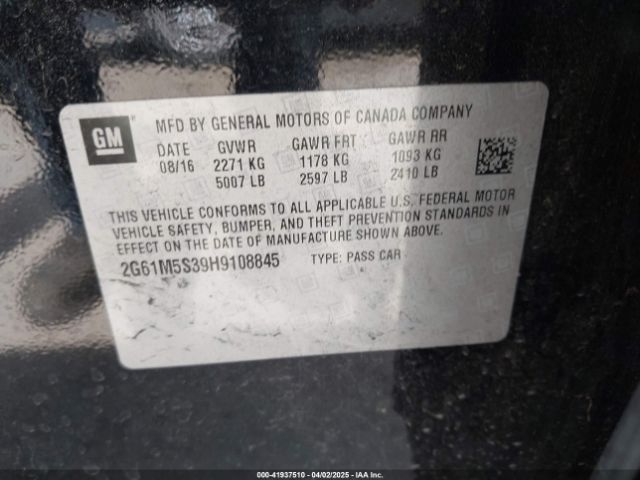 GM
MFD BY GENERAL MOTORS OF CANADA COMPANY
DATE GVWR GAWR FRT GAWR RR
08/16 2271 KG 1178 KG 1093 KG
5007 LB 2597 LB 2410 LB
THIS VEHICLE CONFORMS TO ALL APPLICABLE U.S. FEDERAL MOTOR
VEHICLE SAFETY, BUMPER, AND THEFT PREVENTION STANDARDS IN
EFFECT ON THE DATE OF MANUFACTURE SHOWN ABOVE.
2G61M5S39H9108845 TYPE: PASS CAR
000-41937510 - 04/02/2025 - IAA Inc.